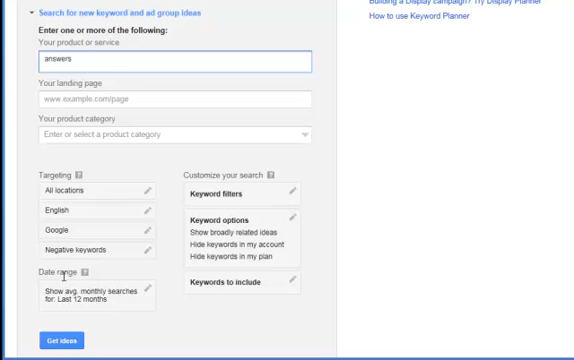 Building a Display campaign? Try Display Planner
Search for new keyword and ad group ideas
How to use Keyword Planner
Enter one or more of the following:
Your product or service
answers
Your landing page
www.example.com/page
Your product category
Enter or select a product category
Targeting ?
All locations
English
Google
Negative keywords
Date range ?
Show avg. monthly searches
for: Last 12 months
Customize your search ?
Keyword filters
Keyword options
Show broadly related ideas
Hide keywords in my account
Hide keywords in my plan
Keywords to include
Get ideas